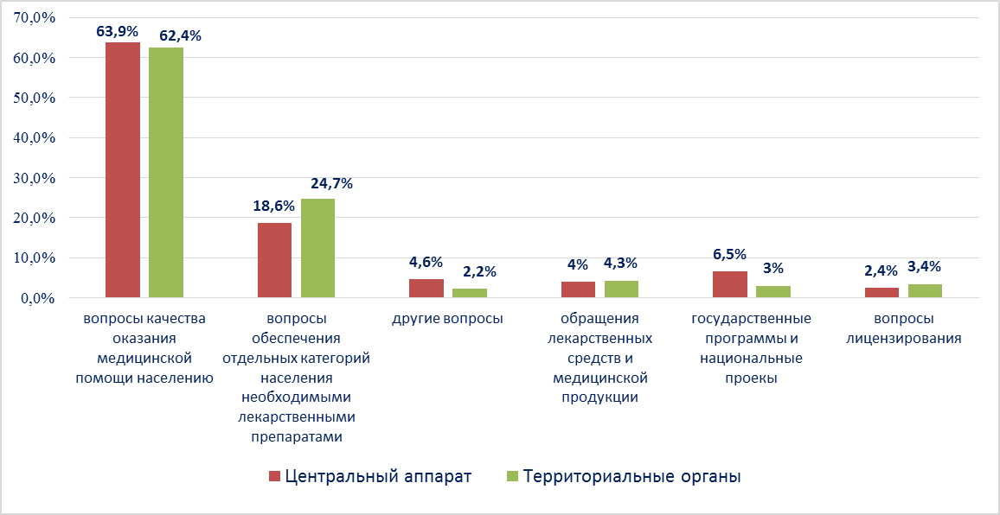 70,0%
60,0%
50,0%
40,0%
30,0%
20,0%
10,0%
0,0%
63,9%
62,4%
18,6%
24,7%
4,6%
2,2%
4%
4,3%
6,5%
3%
2,4%
3,4%
вопросы качества
оказания
медицинской
помощи населению
вопросы
обеспечения
отдельных категорий
населения
необходимыми
лекарственными
препаратами
другие вопросы
обращения
лекарственных
средств и
медицинской
продукции
государственные
программы и
национальные
проекы
вопросы
лицензирования
Центральный аппарат
Территориальные органы